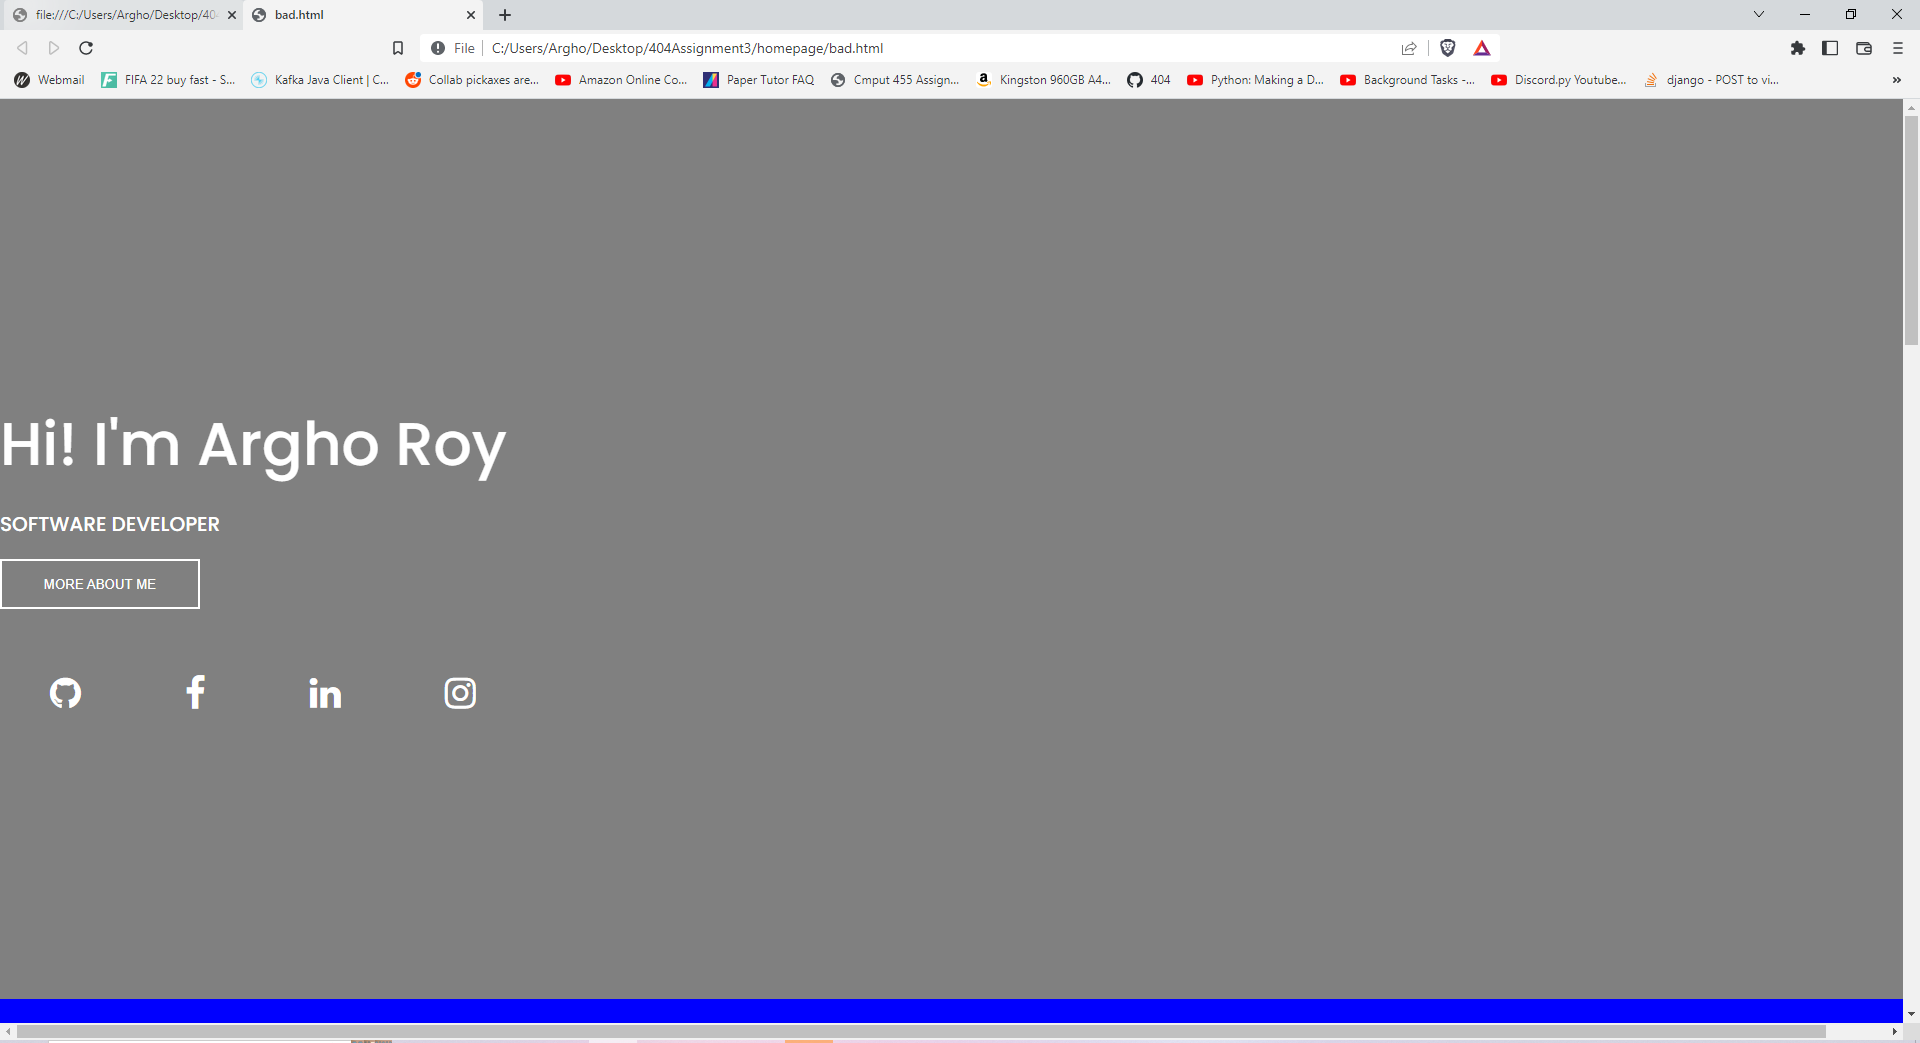 file:///C:/Users/Argho/Desktop/40
bad.html
File
C:/Users/Argho/Desktop/404Assignment3/homepage/bad.html
Webmail
FIFA 22 buy fast - S...
Kafka Java Client | C...
Collab pickaxes are...
Amazon Online Co...
Paper Tutor FAQ
Cmput 455 Assign...
Kingston 960GB A4...
404
Python: Making a D...
Background Tasks -...
Discord.py Youtube...
django - POST to vi...
Hi! I'm Argho Roy
SOFTWARE DEVELOPER
MORE ABOUT ME